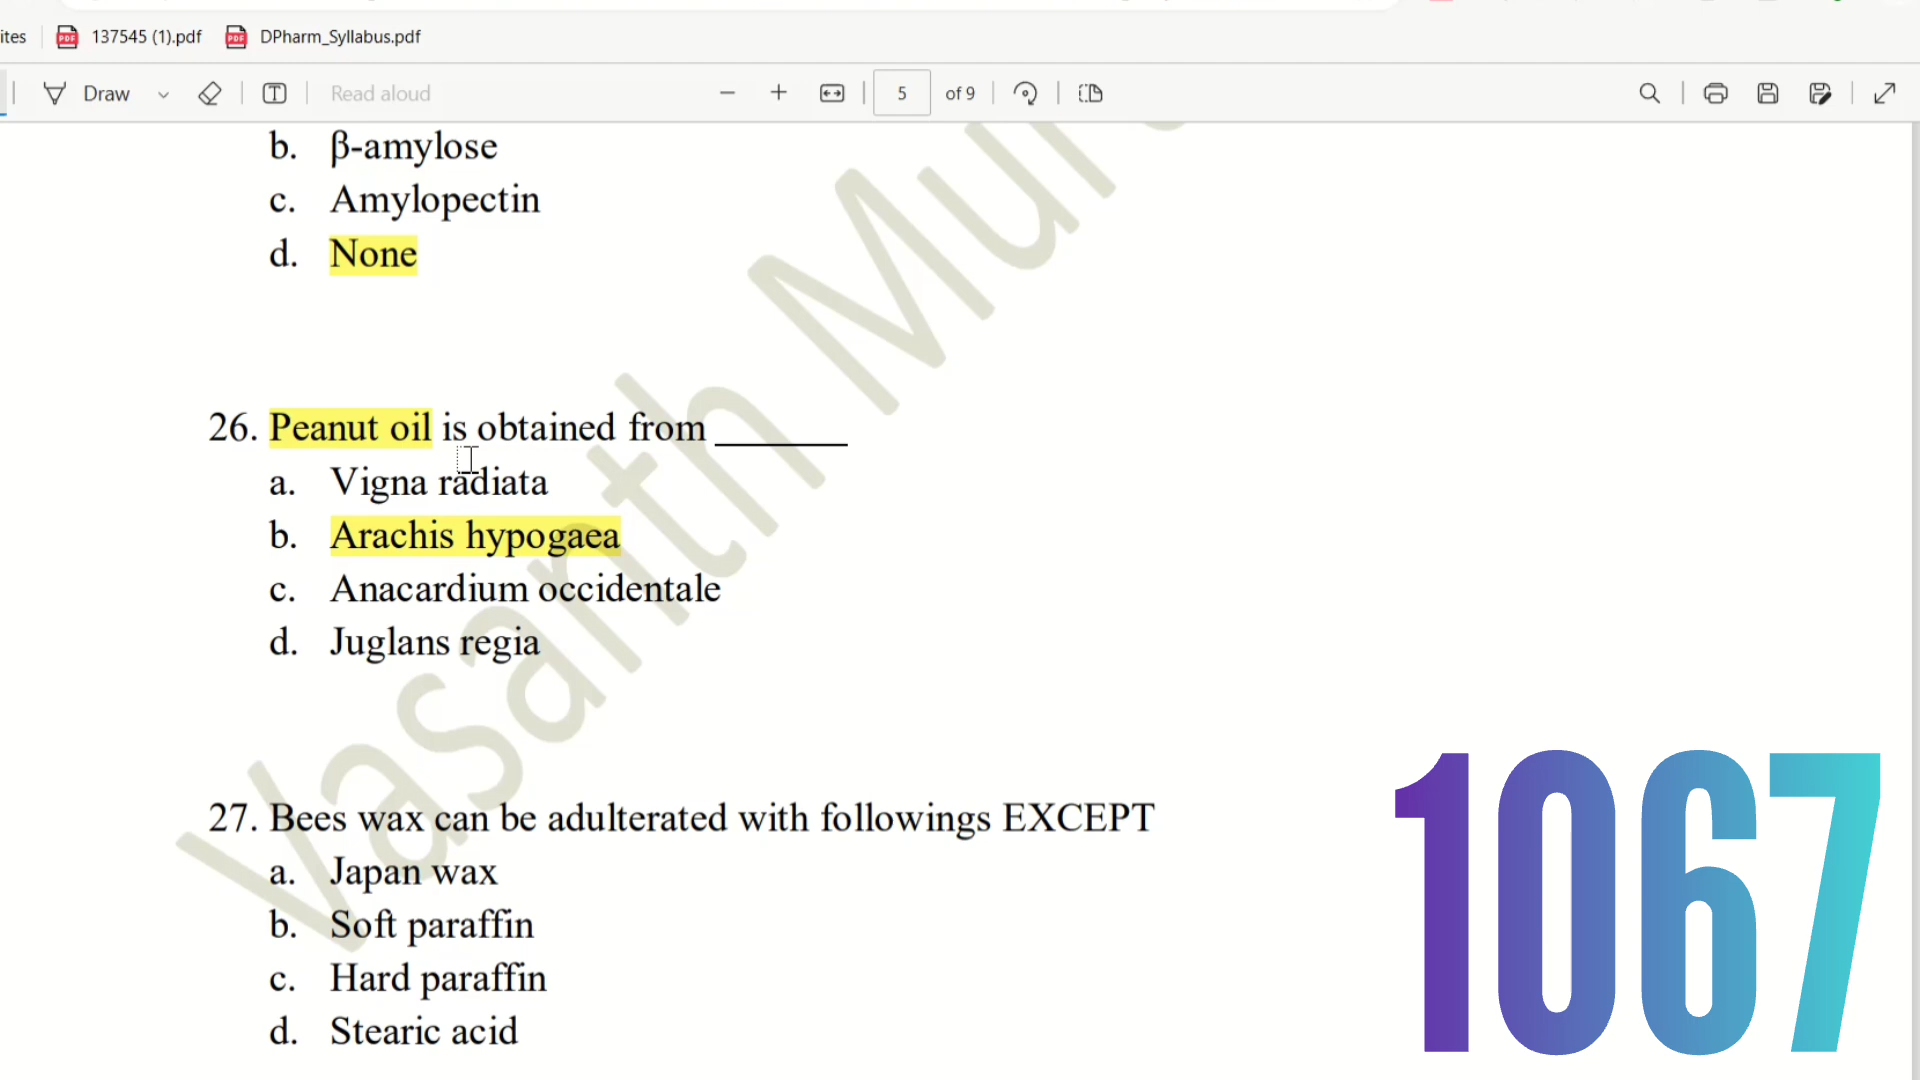 ites 137545 (1).pdf DPharm_Syllabus.pdf
Draw Read aloud 5 of 9
b. β-amylose
c. Amylopectin
d. None
26. Peanut oil is obtained from _______
a. Vigna radiata
b. Arachis hypogaea
c. Anacardium occidentale
d. Juglans regia
27. Bees wax can be adulterated with followings EXCEPT
a. Japan wax
b. Soft paraffin
c. Hard paraffin
d. Stearic acid
Vasanth
1067